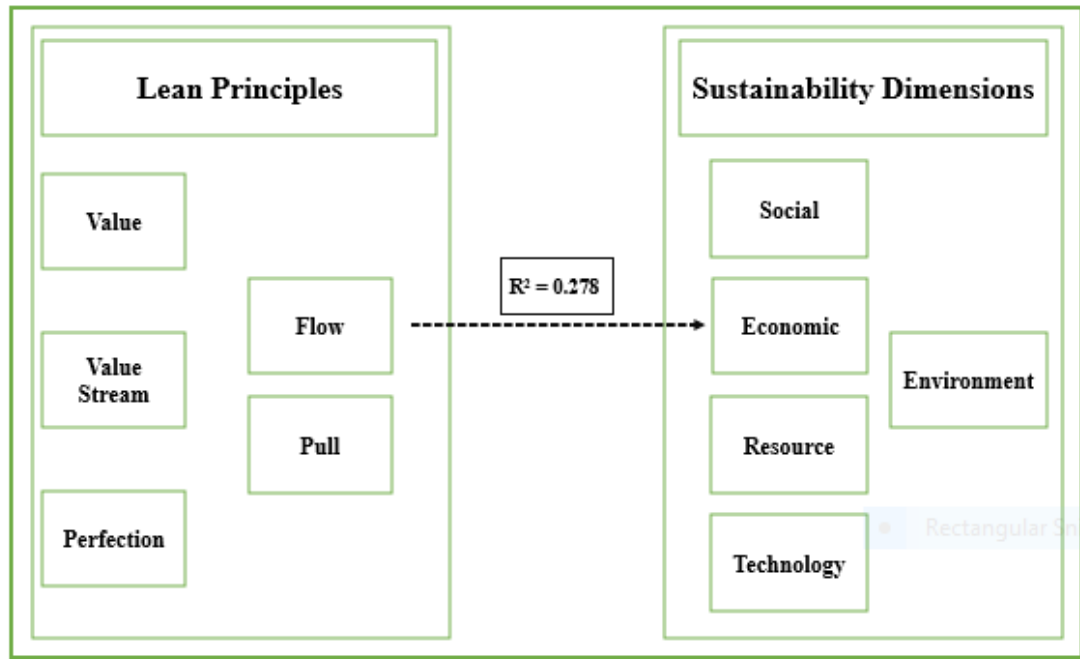 Lean Principles
Sustainability Dimensions
Value
Value
Stream
Perfection
Flow
Pull
R² = 0.278
Social
Economic
Resource
Technology
Environment
Rectangular Sn